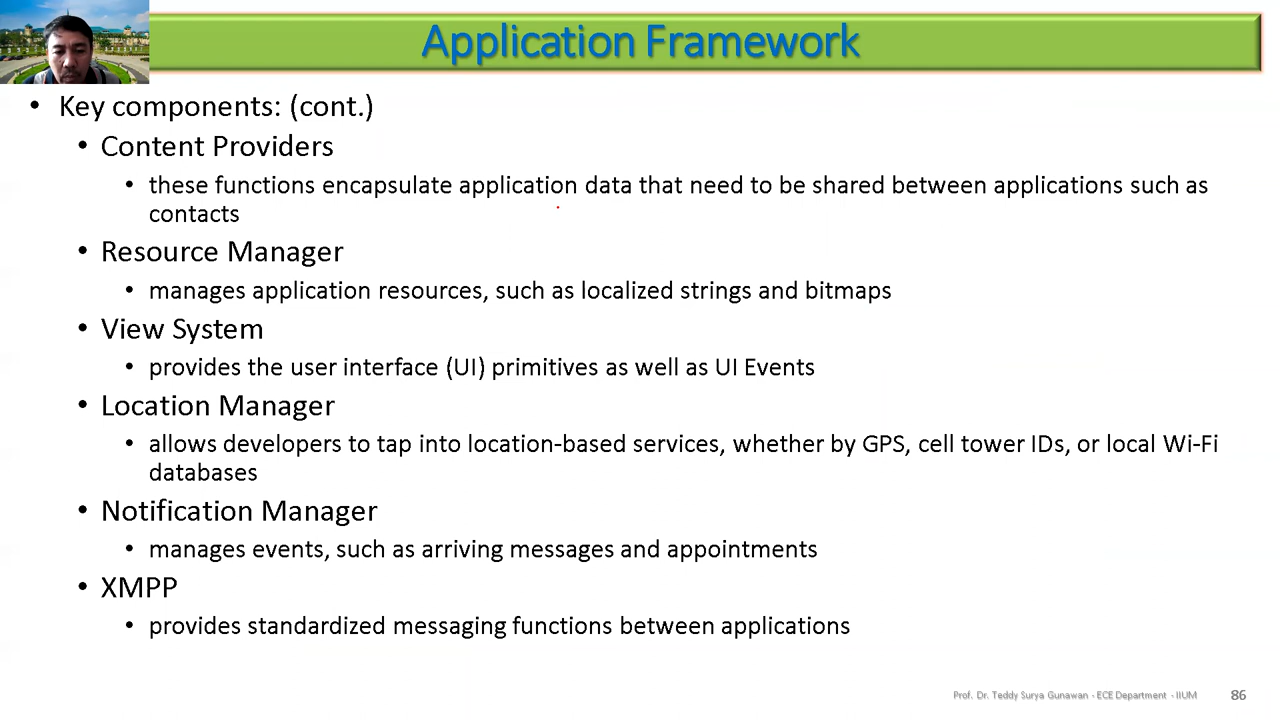 Application Framework
• Key components: (cont.)
• Content Providers
• these functions encapsulate application data that need to be shared between applications such as
contacts
• Resource Manager
• manages application resources, such as localized strings and bitmaps
• View System
• provides the user interface (UI) primitives as well as UI Events
• Location Manager
• allows developers to tap into location-based services, whether by GPS, cell tower IDs, or local Wi-Fi
databases
• Notification Manager
• manages events, such as arriving messages and appointments
• XMPP
• provides standardized messaging functions between applications
Prof. Dr. Teddy Surya Gunawan - ECE Department - IIUM 86